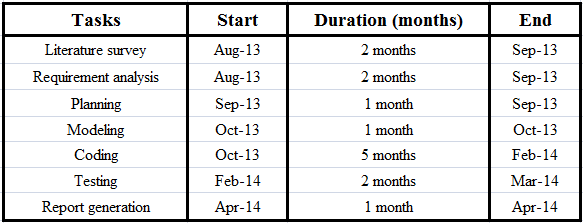 Tasks Start Duration (months) End
Literature survey Aug-13 2 months Sep-13
Requirement analysis Aug-13 2 months Sep-13
Planning Sep-13 1 month Sep-13
Modeling Oct-13 1 month Oct-13
Coding Oct-13 5 months Feb-14
Testing Feb-14 2 months Mar-14
Report generation Apr-14 1 month Apr-14